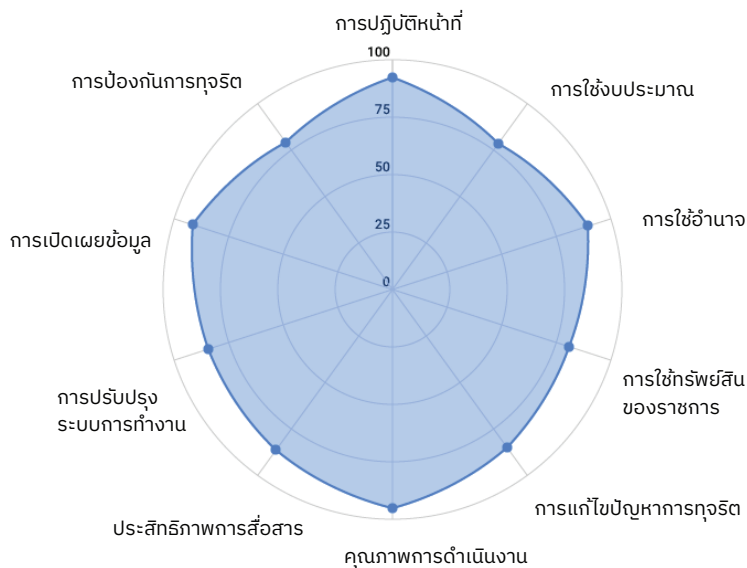 การปฏิบัติหน้าที่
100
การป้องกันการทุจริต
การใช้งบประมาณ
75
50
การใช้อำนาจ
25
การเปิดเผยข้อมูล
0
การใช้ทรัพย์สิน
ของราชการ
การปรับปรุง
ระบบการทำงาน
การแก้ไขปัญหาการทุจริต
ประสิทธิภาพการสื่อสาร
คุณภาพการดำเนินงาน